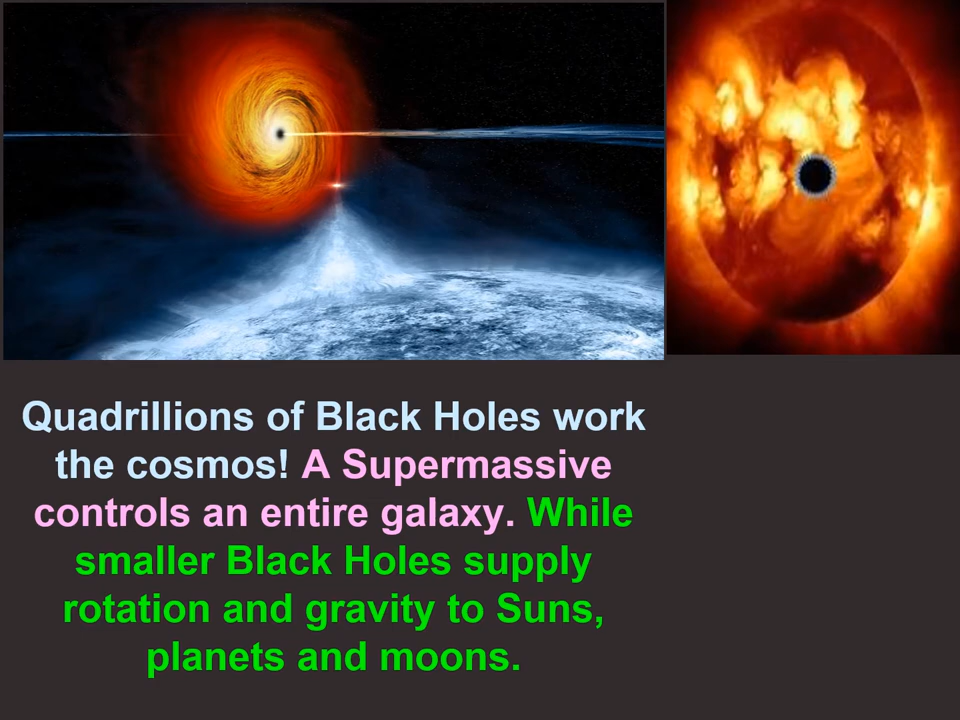 Quadrillions of Black Holes work
the cosmos! A Supermassive
controls an entire galaxy. While
smaller Black Holes supply
rotation and gravity to Suns,
planets and moons.